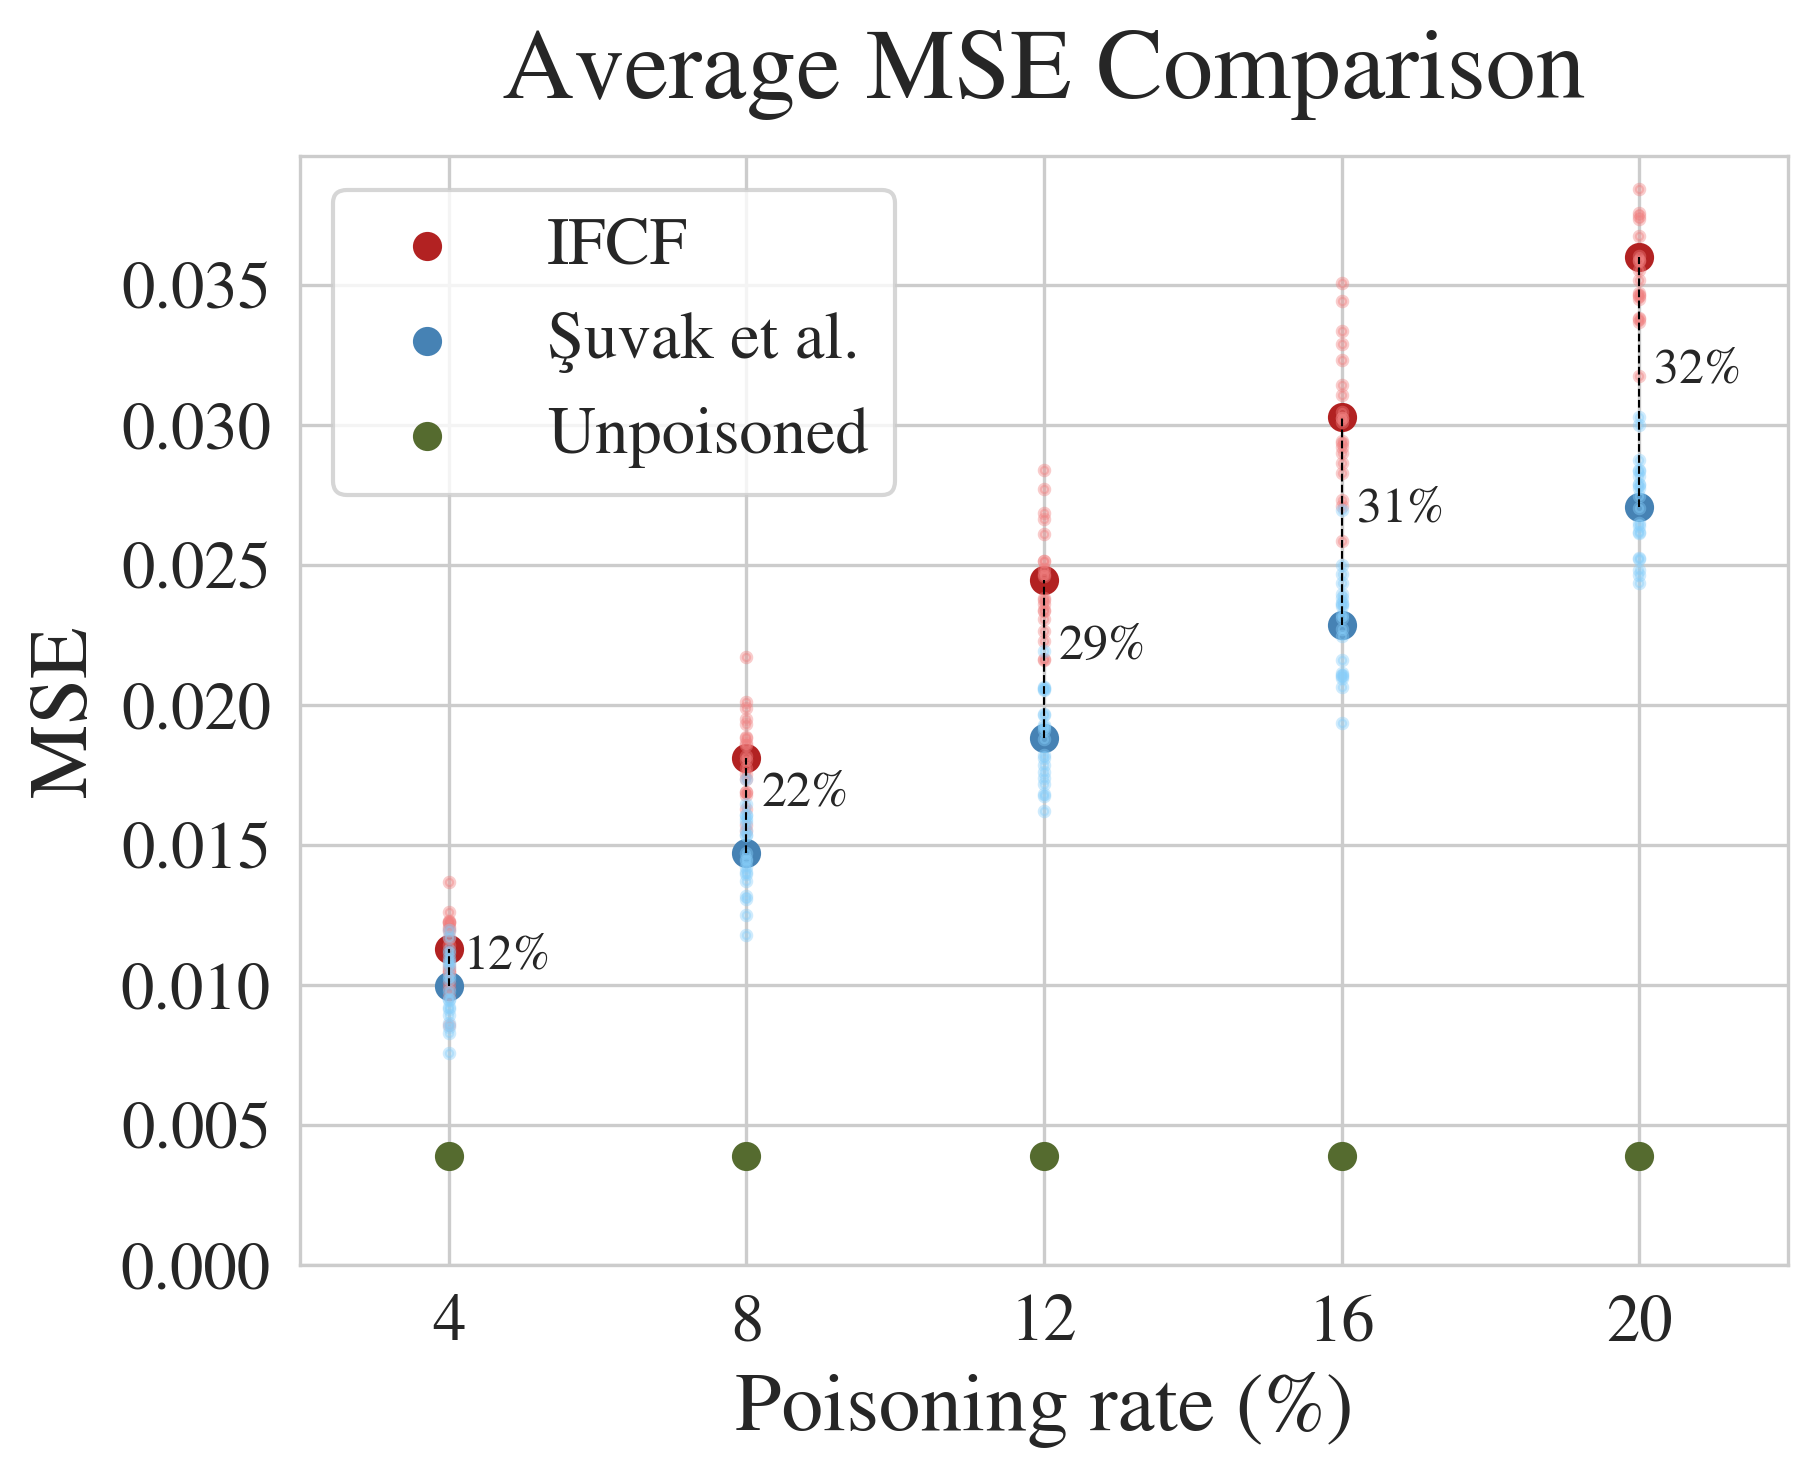 Average MSE Comparison
IFCF
Şuvak et al.
Unpoisoned
MSE
0.035
0.030
0.025
0.020
0.015
0.010
0.005
0.000
12%
22%
29%
31%
32%
4 8 12 16 20
Poisoning rate (%)